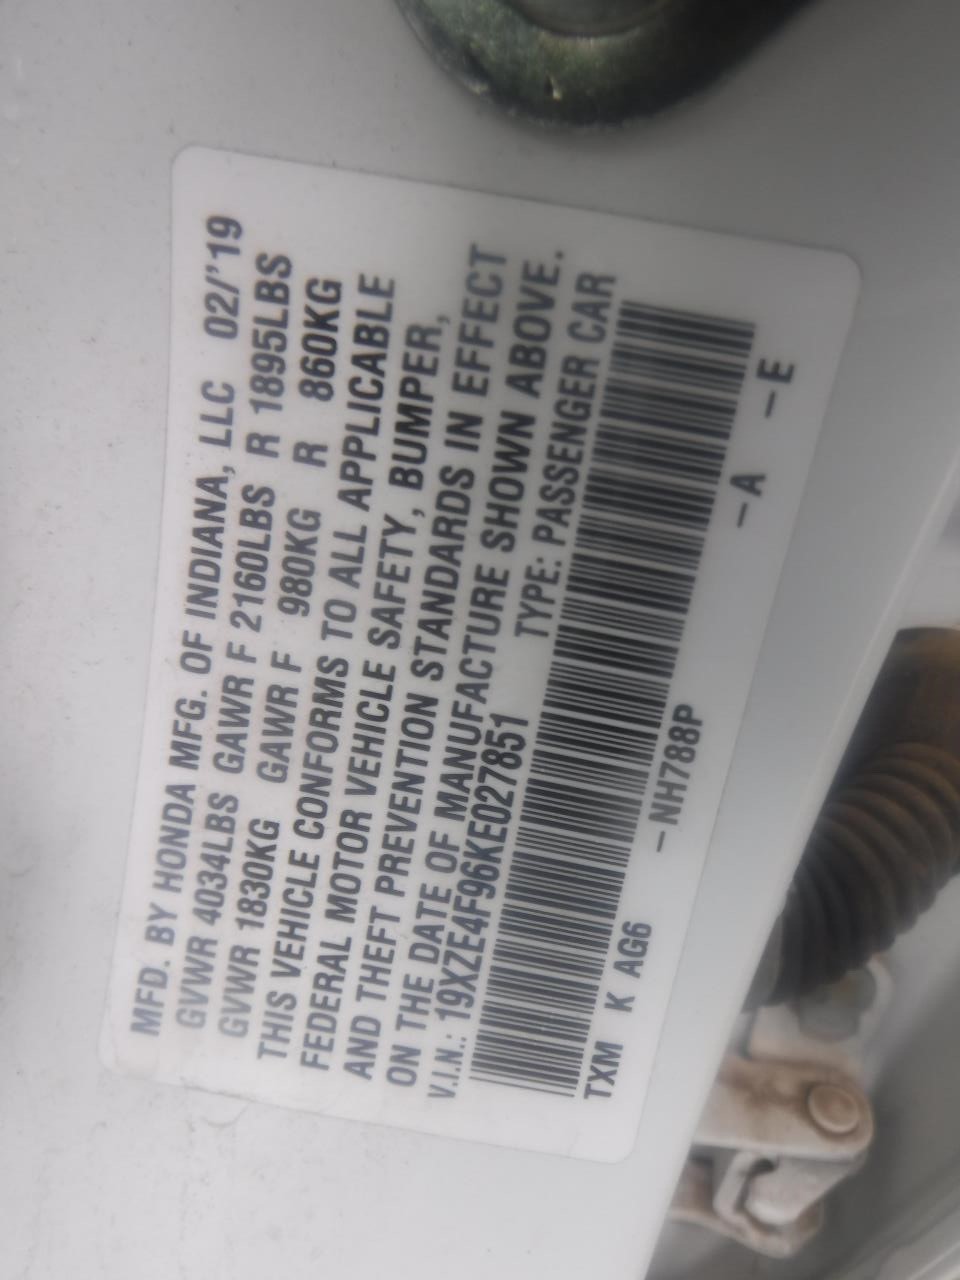 MFD. BY HONDA MFG. OF INDIANA, LLC 02/'19
GVWR 4034LBS GAWR F 2160LBS R 1895LBS
GVWR 1830KG GAWR F 980KG R 860KG
THIS VEHICLE CONFORMS TO ALL APPLICABLE
FEDERAL MOTOR VEHICLE SAFETY, BUMPER,
AND THEFT PREVENTION STANDARDS IN EFFECT
ON THE DATE OF MANUFACTURE SHOWN ABOVE.
V.I.N.: 19XZE4F96KE027851 TYPE: PASSENGER CAR
TXM K AG6 -NH788P -A -E